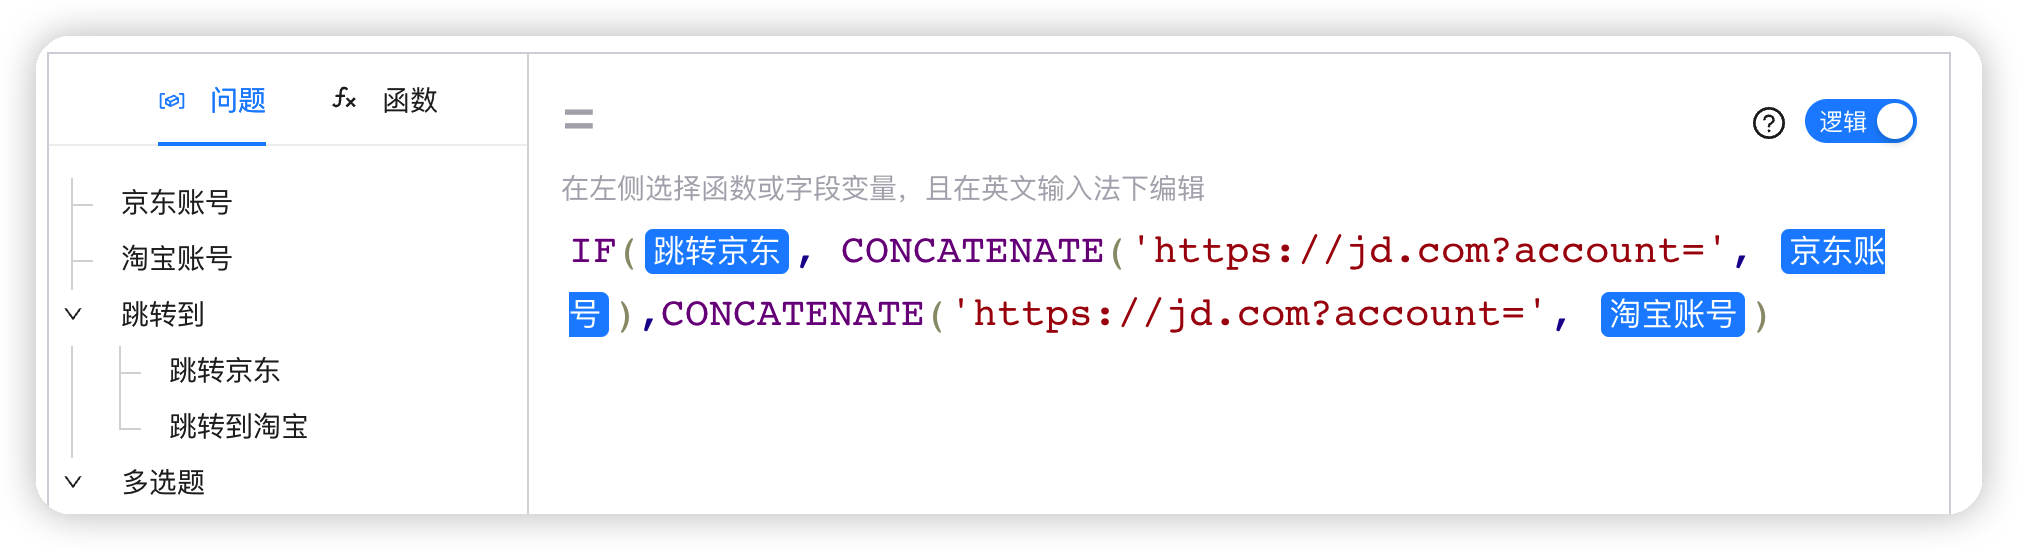 问题
fx 函数
京东账号
淘宝账号
跳转到
跳转京东
跳转到淘宝
多选题
=
? 逻辑
在左侧选择函数或字段变量，且在英文输入法下编辑
IF(跳转京东, CONCATENATE('https://jd.com?account=', 京东账
号),CONCATENATE('https://jd.com?account=', 淘宝账号)